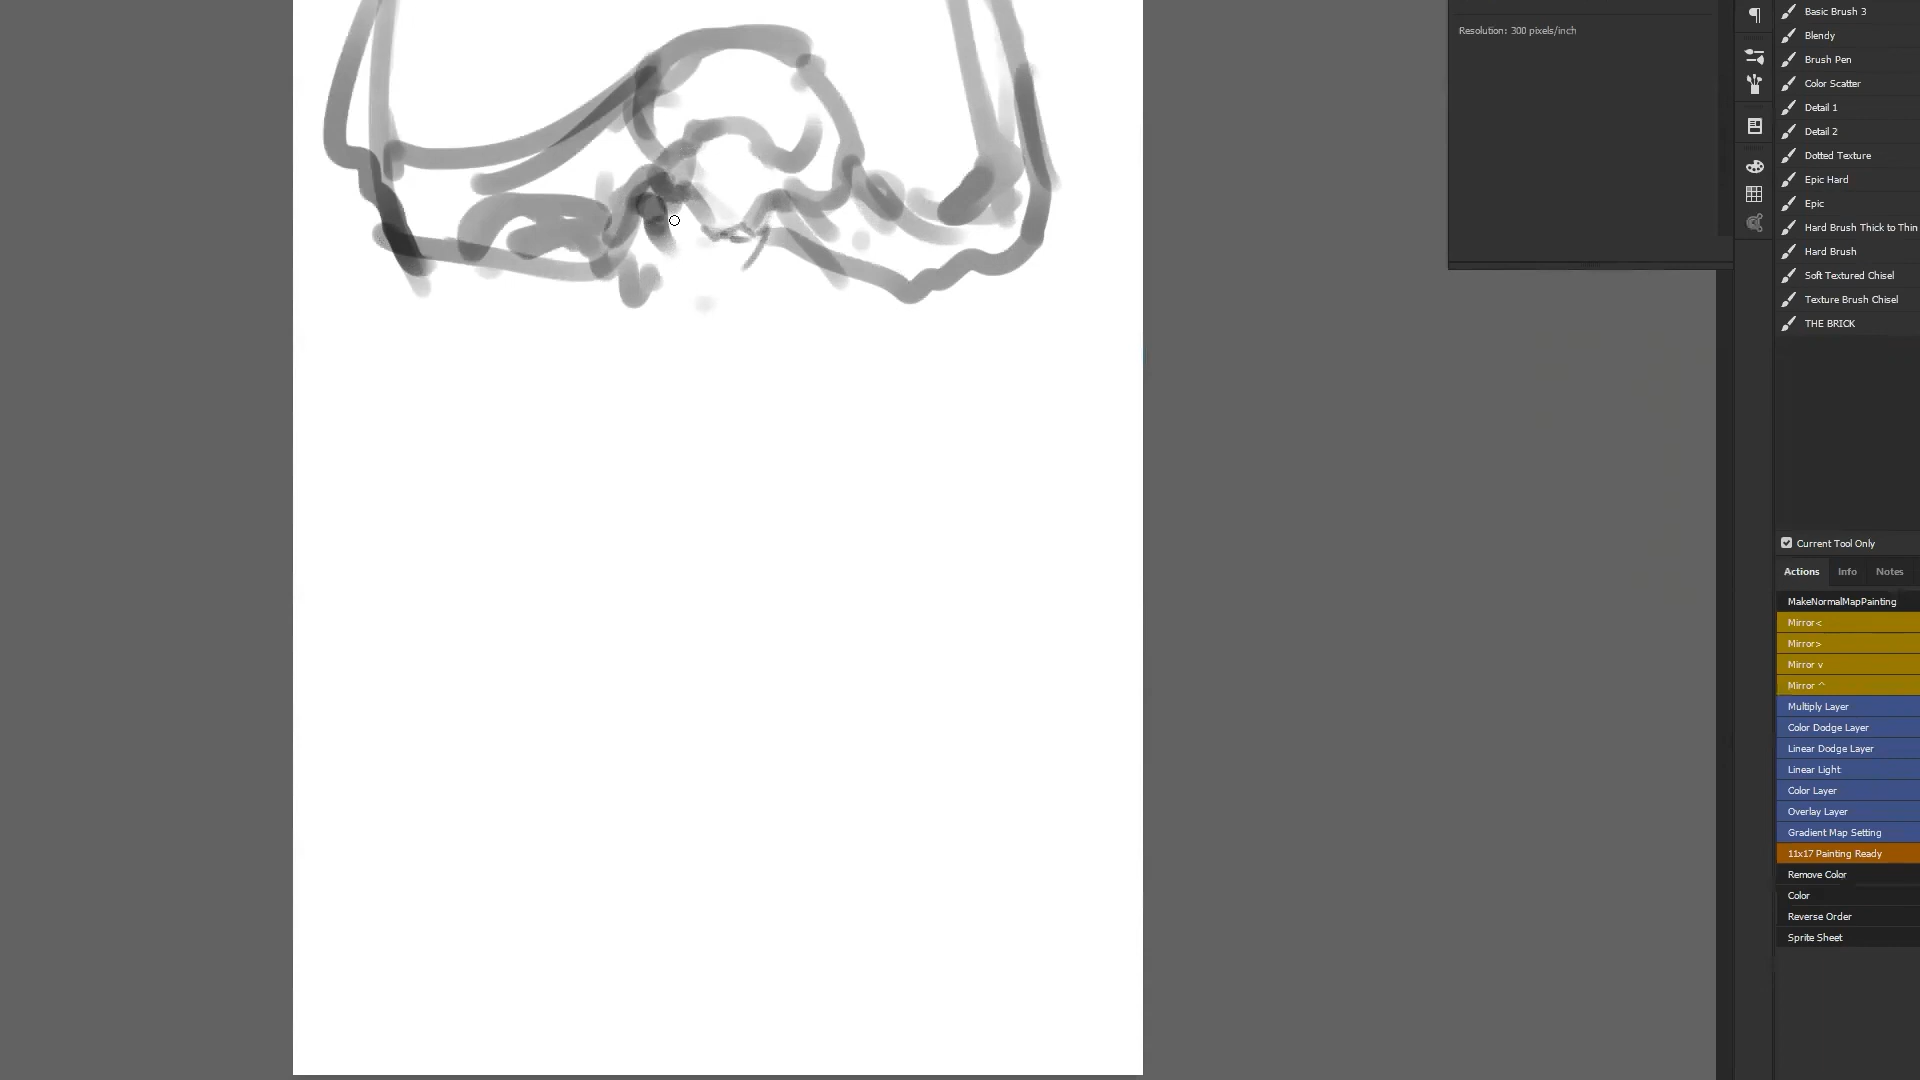 Resolution: 300 pixels/inch
Basic Brush 3
Blendy
Brush Pen
Color Scatter
Detail 1
Detail 2
Dotted Texture
Epic Hard
Epic
Hard Brush Thick to Thin
Hard Brush
Soft Textured Chisel
Texture Brush Chisel
THE BRICK
Current Tool Only
Actions Info Notes
MakeNormalMapPainting
Mirror<
Mirror>
Mirror v
Mirror ^
Multiply Layer
Color Dodge Layer
Linear Dodge Layer
Linear Light
Color Layer
Overlay Layer
Gradient Map Setting
11x17 Painting Ready
Remove Color
Color
Reverse Order
Sprite Sheet